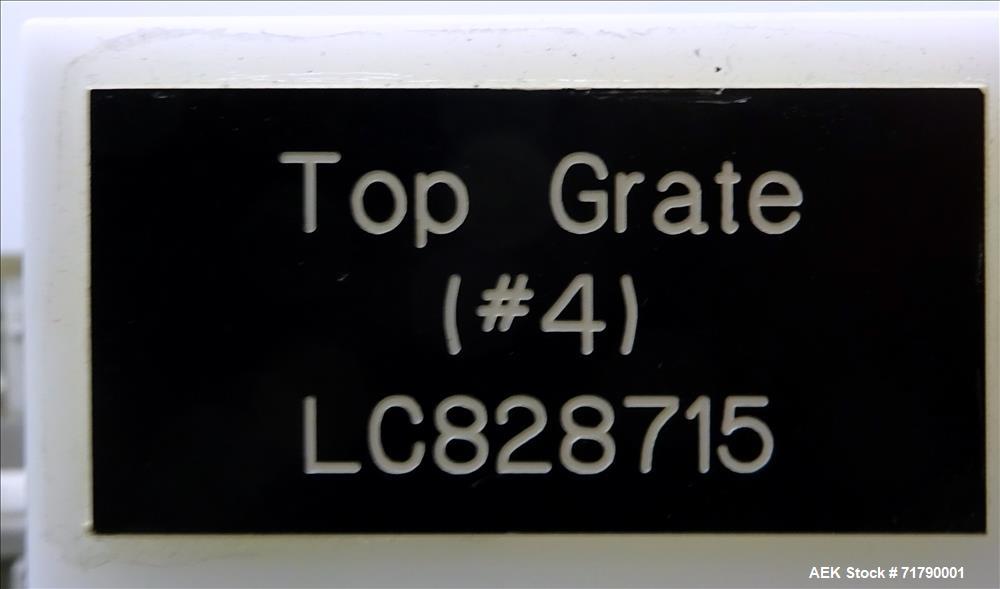 Top Grate
(#4)
LC828715
AEK Stock # 71790001